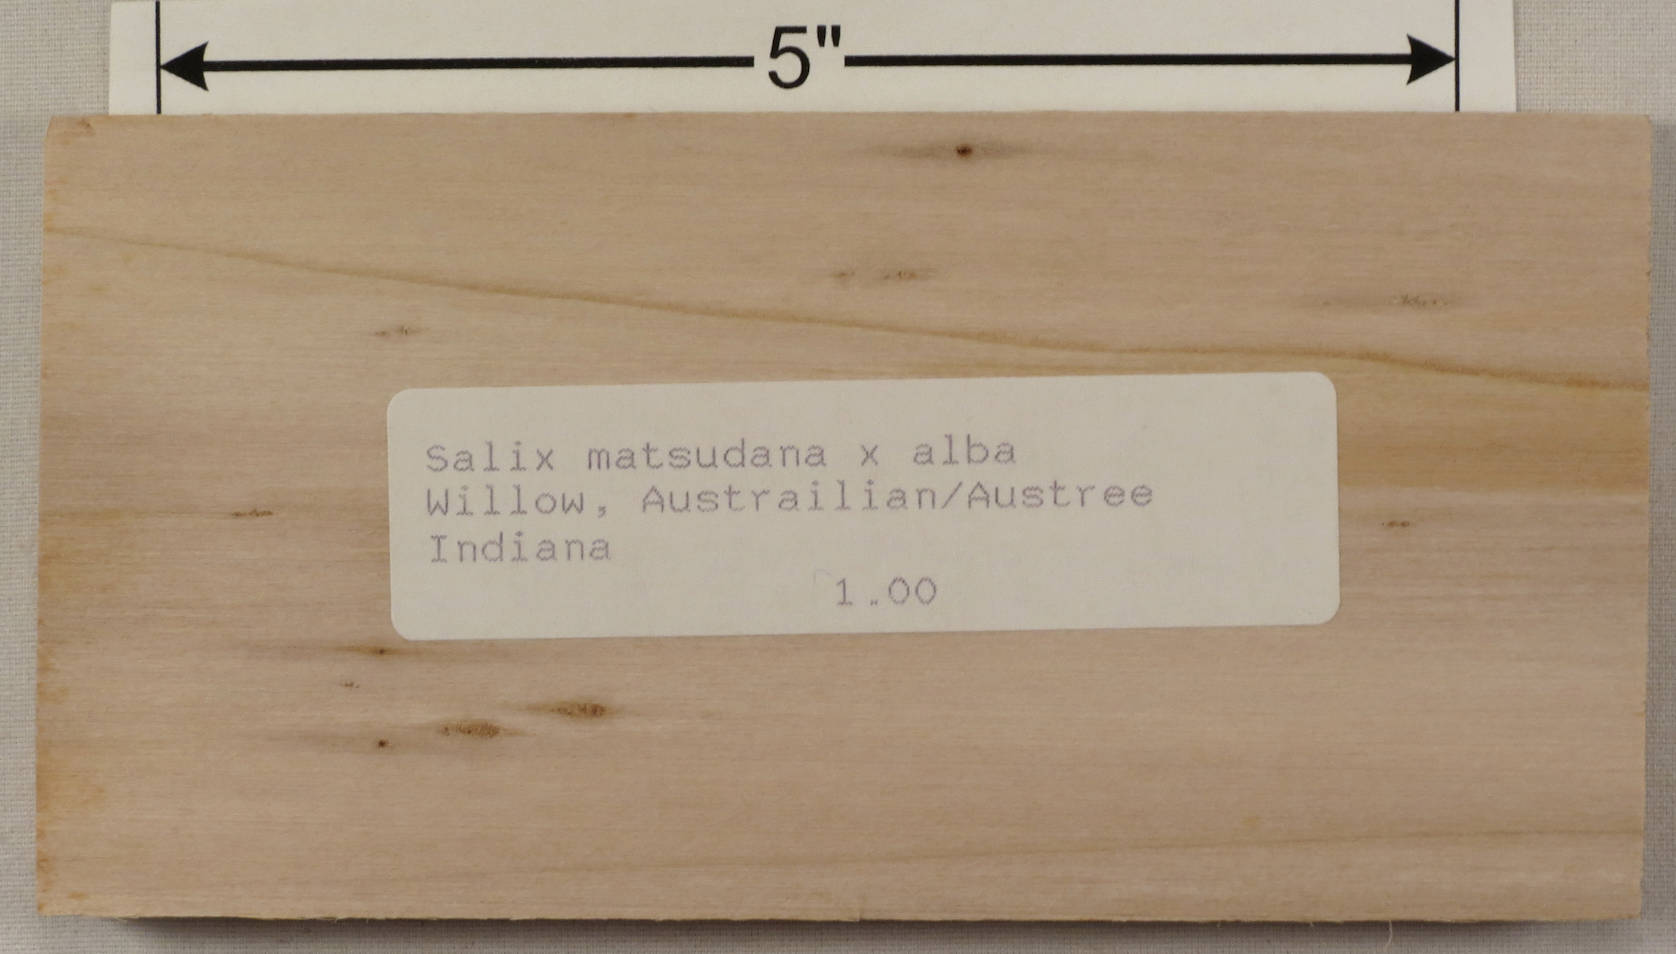 5"
Salix matsudana x alba
Willow, Austrailian/Austree
Indiana
1.00